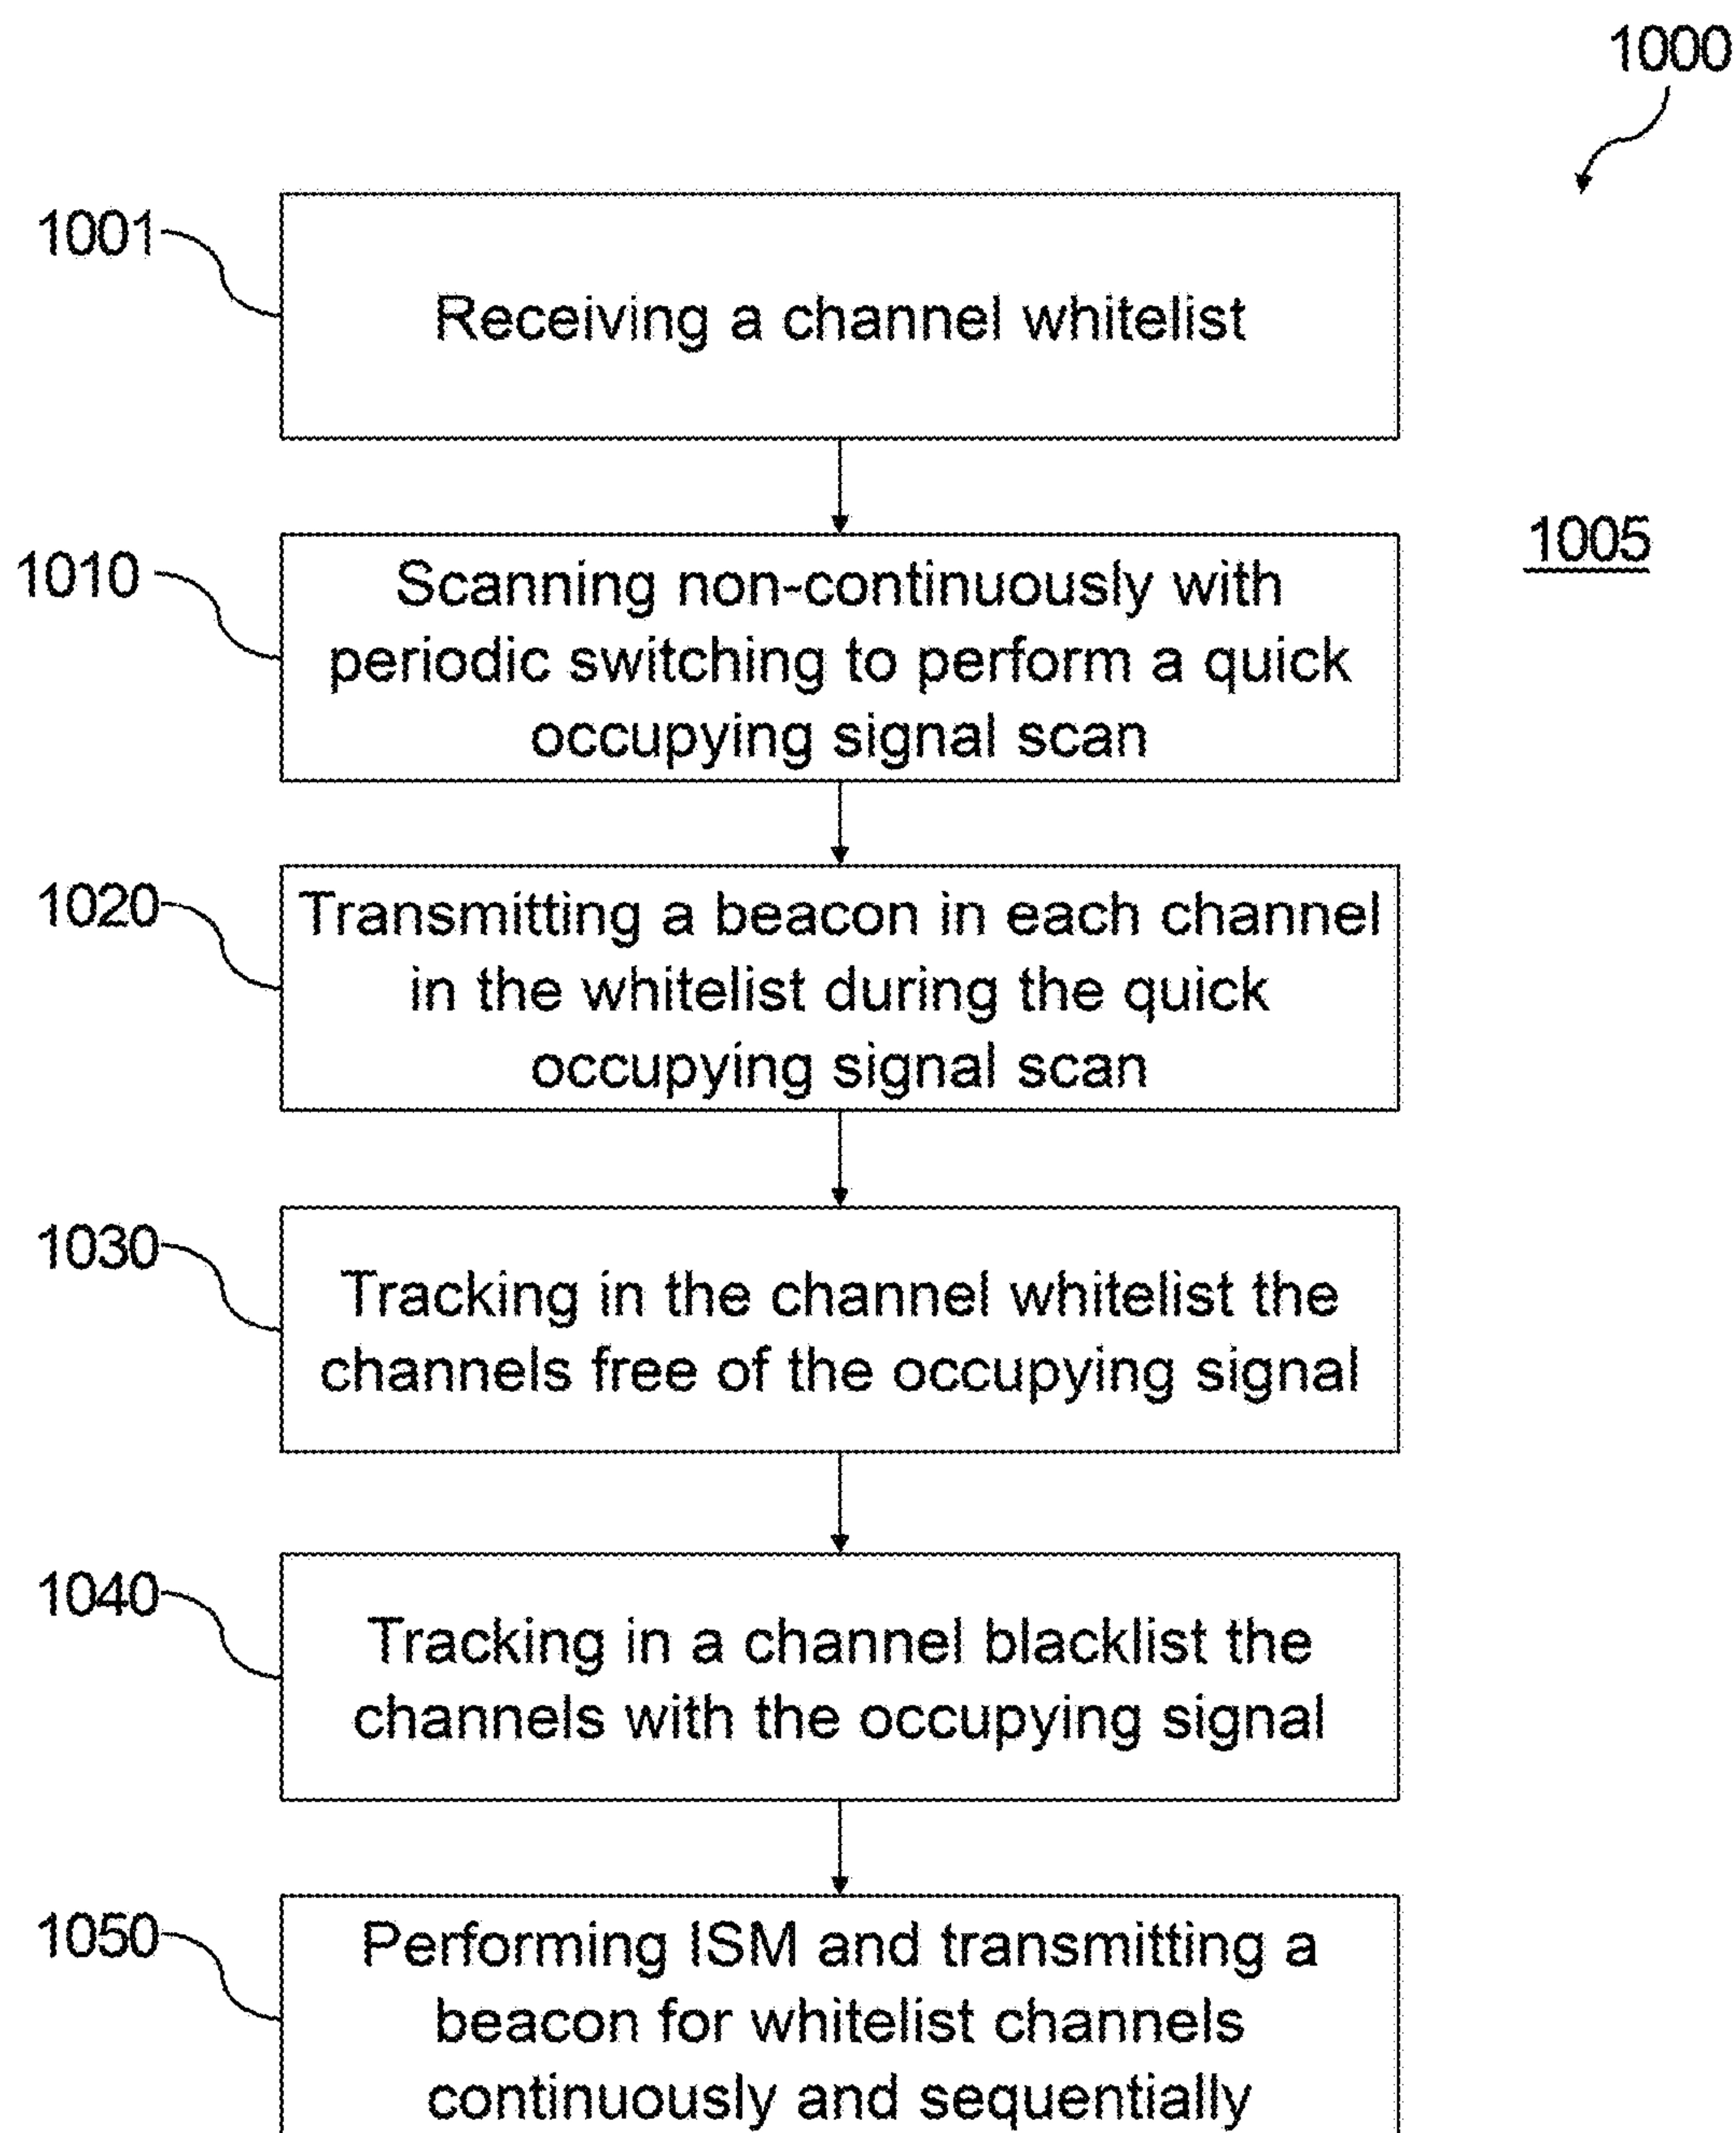 1000
1001
Receiving a channel whitelist
1005
1010
Scanning non-continuously with
periodic switching to perform a quick
occupying signal scan
1020
Transmitting a beacon in each channel
in the whitelist during the quick
occupying signal scan
1030
Tracking in the channel whitelist the
channels free of the occupying signal
1040
Tracking in a channel blacklist the
channels with the occupying signal
1050
Performing ISM and transmitting a
beacon for whitelist channels
continuously and sequentially